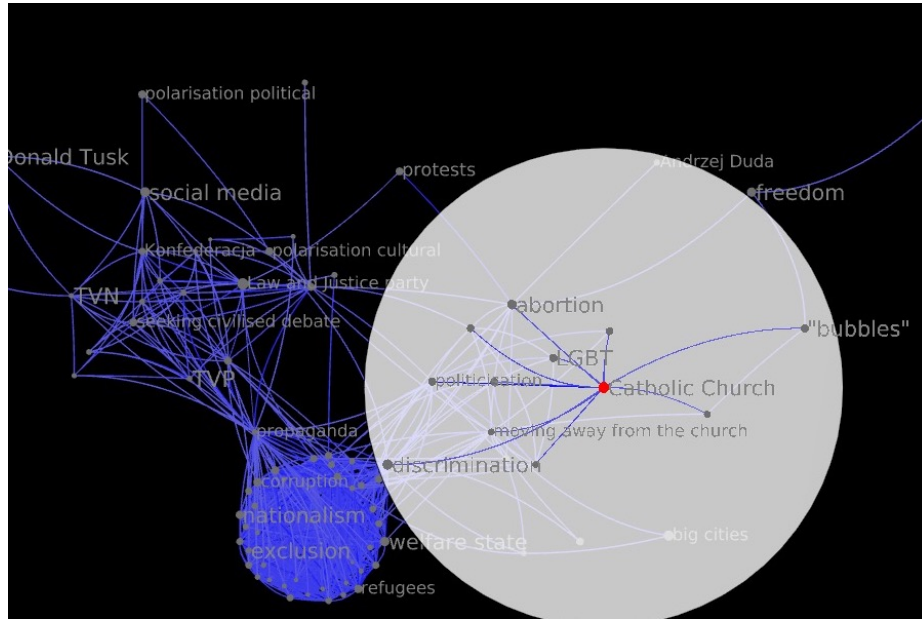 polarisation political
Donald Tusk
Andrzej Duda
protests
social media
freedom
Konfederacja
polarisation cultural
Law and Justice party
TVN
abortion
seeking civilised debate
"bubbles"
LGBT
TVP
politicisation
Catholic Church
propaganda
moving away from the church
discrimination
corruption
nationalism
big cities
welfare state
exclusion
refugees